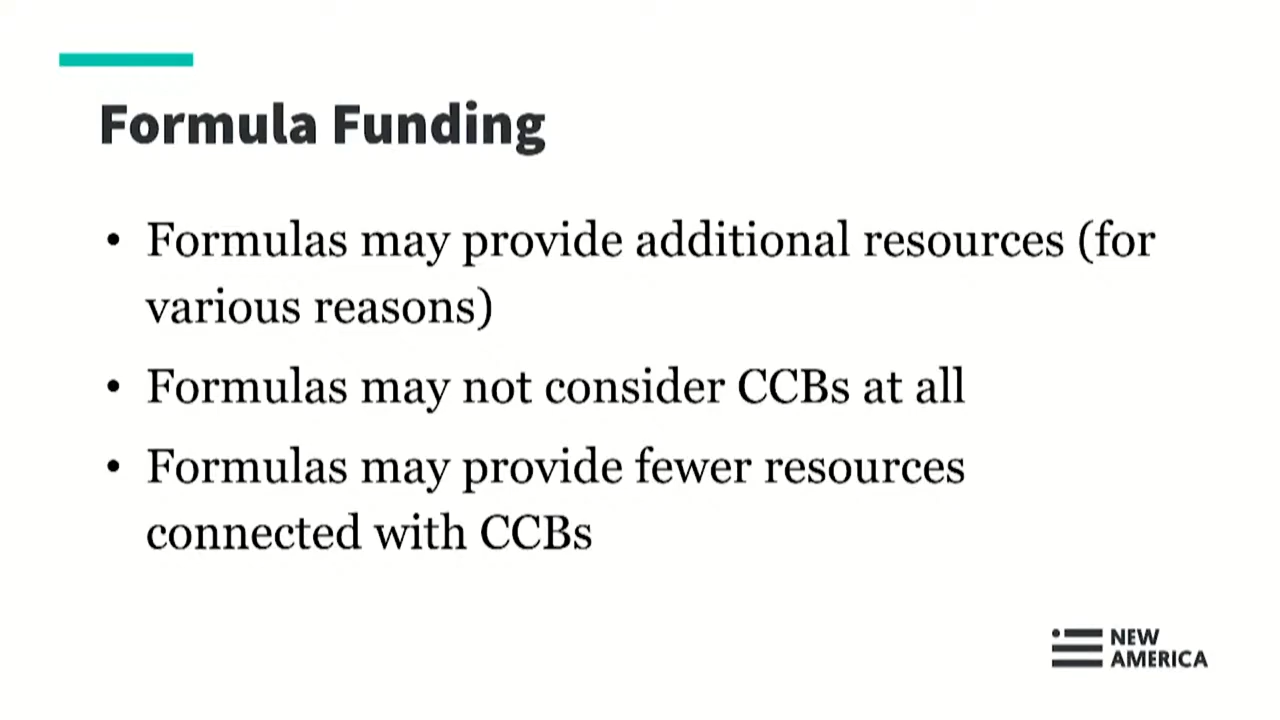 Formula Funding
• Formulas may provide additional resources (for
various reasons)
• Formulas may not consider CCBs at all
• Formulas may provide fewer resources
connected with CCBs
NEW
AMERICA